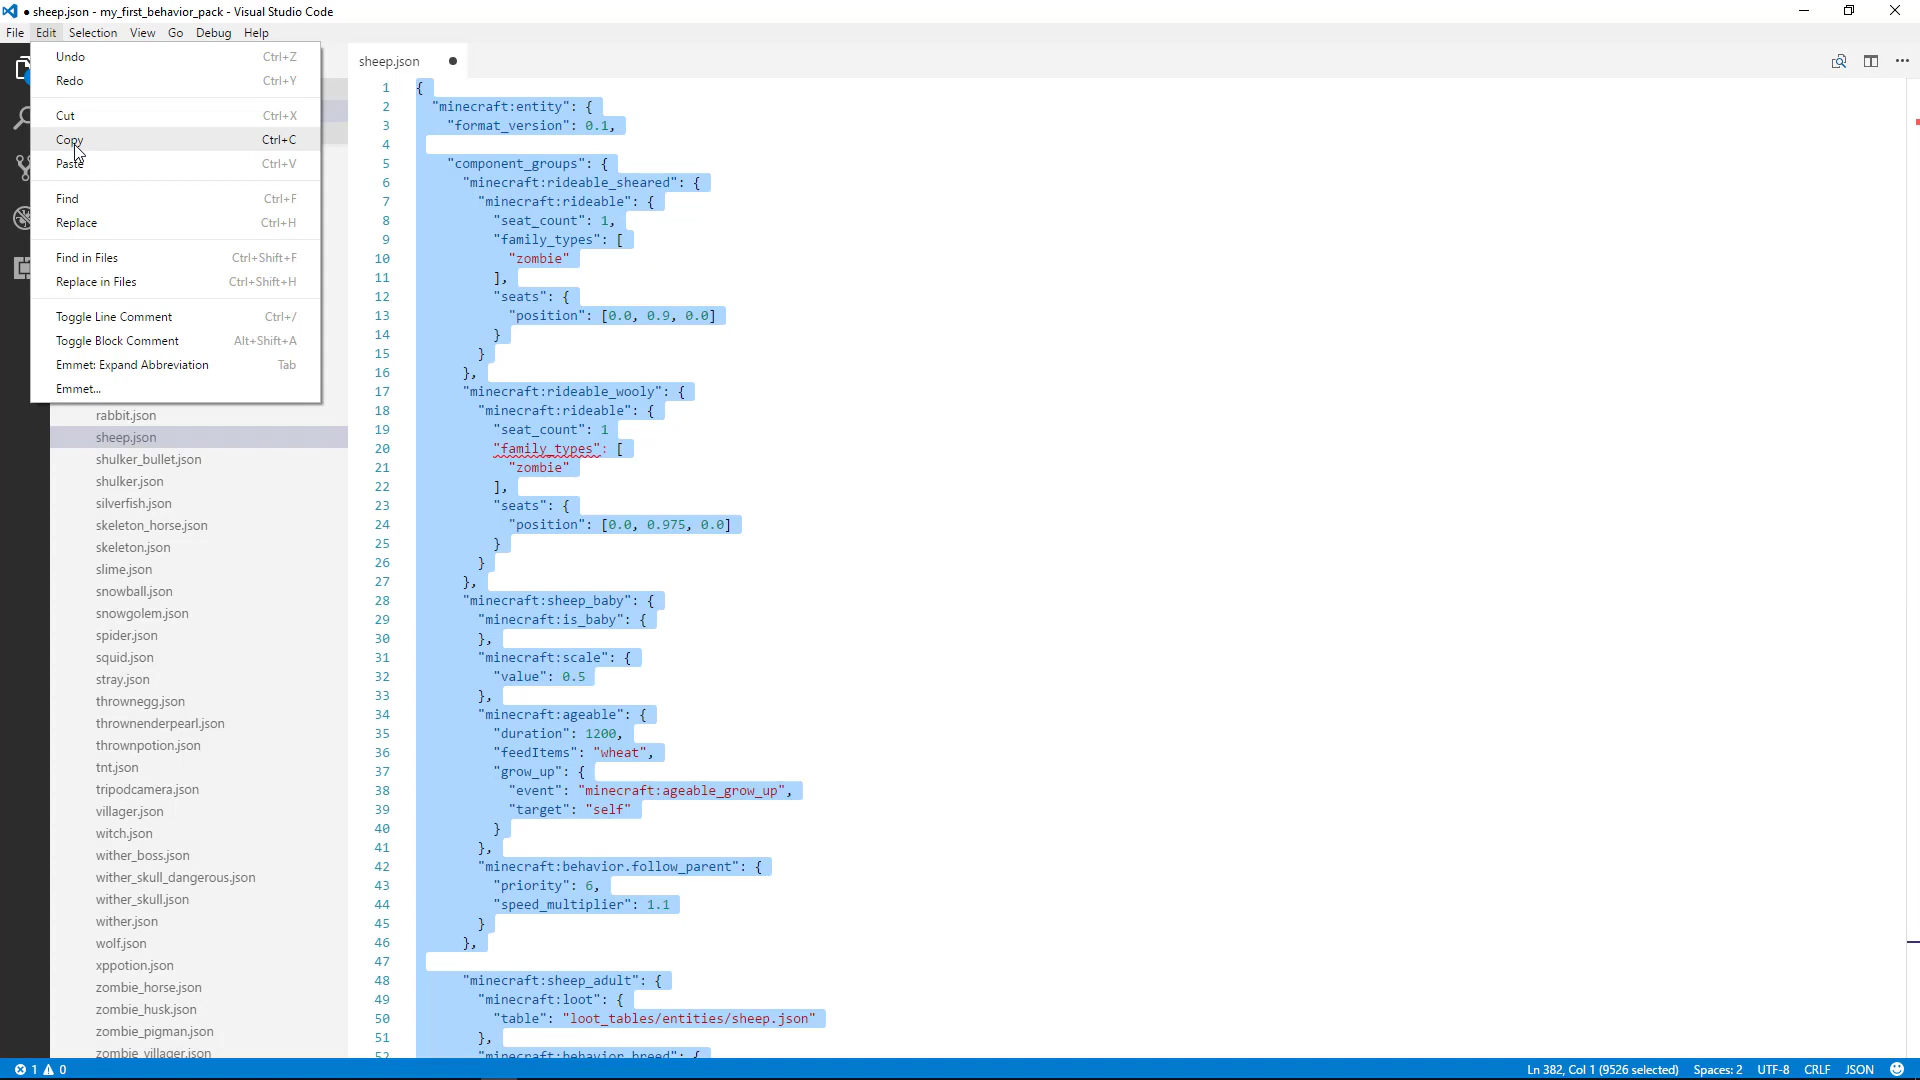 ● sheep.json - my_first_behavior_pack - Visual Studio Code
File Edit Selection View Go Debug Help
Undo Ctrl+Z
Redo Ctrl+Y
Cut Ctrl+X
Copy Ctrl+C
Paste Ctrl+V
Find Ctrl+F
Replace Ctrl+H
Find in Files Ctrl+Shift+F
Replace in Files Ctrl+Shift+H
Toggle Line Comment Ctrl+/
Toggle Block Comment Alt+Shift+A
Emmet: Expand Abbreviation Tab
Emmet...
rabbit.json
sheep.json
shulker_bullet.json
shulker.json
silverfish.json
skeleton_horse.json
skeleton.json
slime.json
snowball.json
snowgolem.json
spider.json
squid.json
stray.json
thrownegg.json
thrownenderpearl.json
thrownpotion.json
tnt.json
tripodcamera.json
villager.json
witch.json
wither_boss.json
wither_skull_dangerous.json
wither_skull.json
wither.json
wolf.json
xppotion.json
zombie_horse.json
zombie_husk.json
zombie_pigman.json
zombie_villager.json
sheep.json ●
1 {
2 "minecraft:entity": {
3 "format_version": 0.1,
4
5 "component_groups": {
6 "minecraft:rideable_sheared": {
7 "minecraft:rideable": {
8 "seat_count": 1,
9 "family_types": [
10 "zombie"
11 ],
12 "seats": {
13 "position": [0.0, 0.9, 0.0]
14 }
15 }
16 },
17 "minecraft:rideable_wooly": {
18 "minecraft:rideable": {
19 "seat_count": 1
20 "family_types": [
21 "zombie"
22 ],
23 "seats": {
24 "position": [0.0, 0.975, 0.0]
25 }
26 }
27 },
28 "minecraft:sheep_baby": {
29 "minecraft:is_baby": {
30 },
31 "minecraft:scale": {
32 "value": 0.5
33 },
34 "minecraft:ageable": {
35 "duration": 1200,
36 "feedItems": "wheat",
37 "grow_up": {
38 "event": "minecraft:ageable_grow_up",
39 "target": "self"
40 }
41 },
42 "minecraft:behavior.follow_parent": {
43 "priority": 6,
44 "speed_multiplier": 1.1
45 }
46 },
47
48 "minecraft:sheep_adult": {
49 "minecraft:loot": {
50 "table": "loot_tables/entities/sheep.json"
51 },
52 "minecraft:behavior.breed": {
1 0 Ln 382, Col 1 (9526 selected) Spaces: 2 UTF-8 CRLF JSON